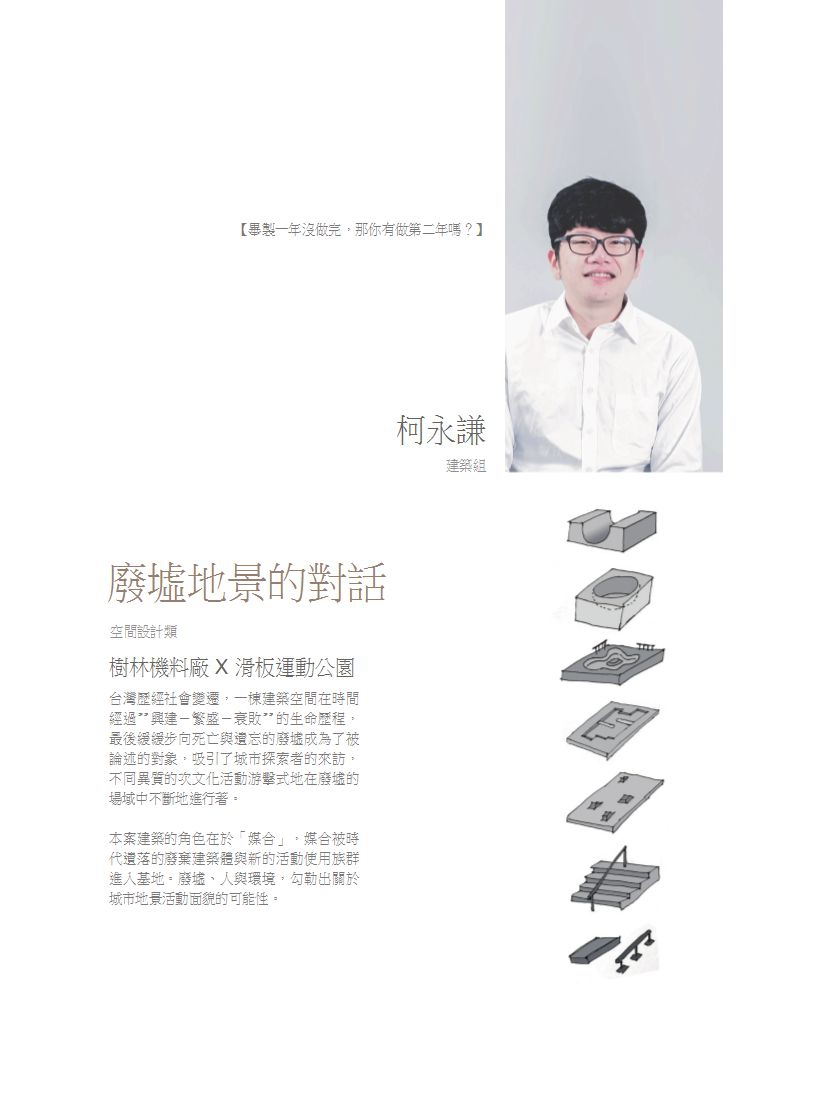 【畢製一年沒做完，那你有做第二年嗎？】
柯永謙
建築組
廢墟地景的對話
空間設計類
樹林機料廠 X 滑板運動公園
台灣歷經社會變遷，一棟建築空間在時間
經過”興建－繁盛－衰敗”的生命歷程，
最後緩緩步向死亡與遺忘的廢墟成為了被
論述的對象，吸引了城市探索者的來訪，
不同異質的次文化活動游擊式地在廢墟的
場域中不斷地進行著。
本案建築的角色在於「媒合」，媒合被時
代遺落的廢棄建築體與新的活動使用族群
進入基地。廢墟、人與環境，勾勒出關於
城市地景活動面貌的可能性。